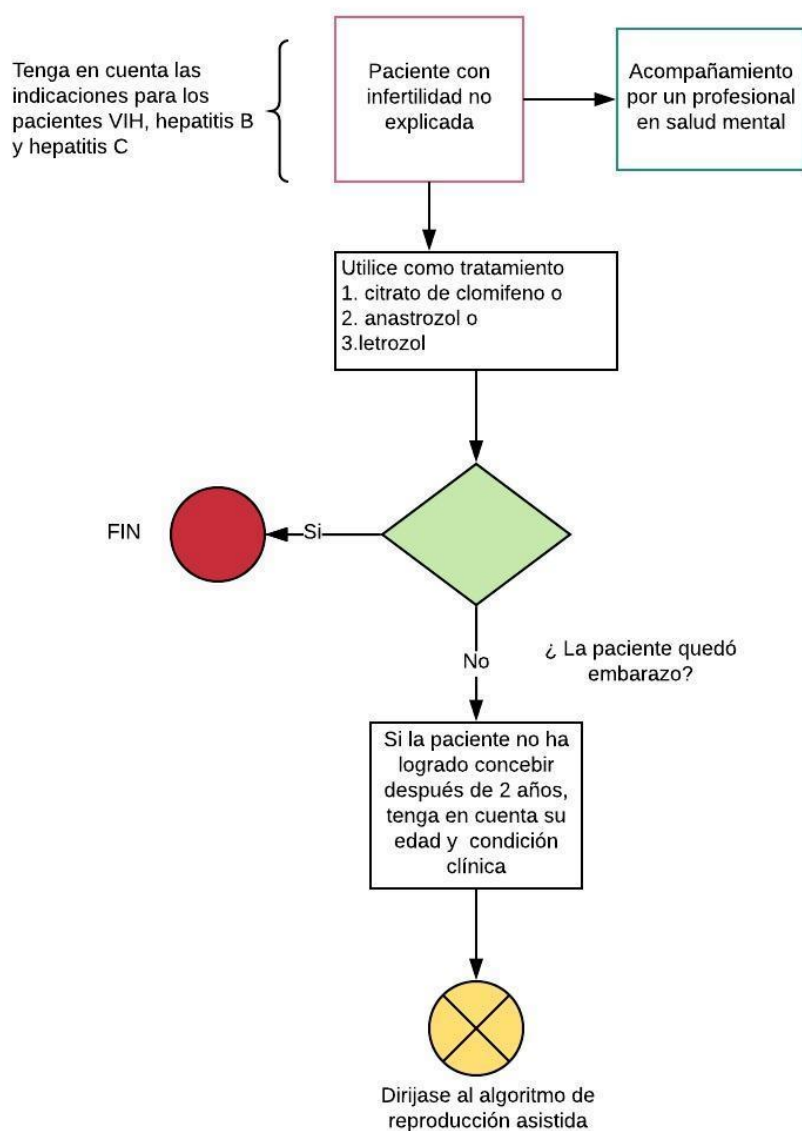 Tenga en cuenta las
indicaciones para los
pacientes VIH, hepatitis B
y hepatitis C
Paciente con
infertilidad no
explicada
Acompañamiento
por un profesional
en salud mental
Utilice como tratamiento
1. citrato de clomifeno o
2. anastrozol o
3.letrozol
FIN
Si
No
¿ La paciente quedó
embarazo?
Si la paciente no ha
logrado concebir
después de 2 años,
tenga en cuenta su
edad y condición
clínica
Dirijase al algoritmo de
reproducción asistida